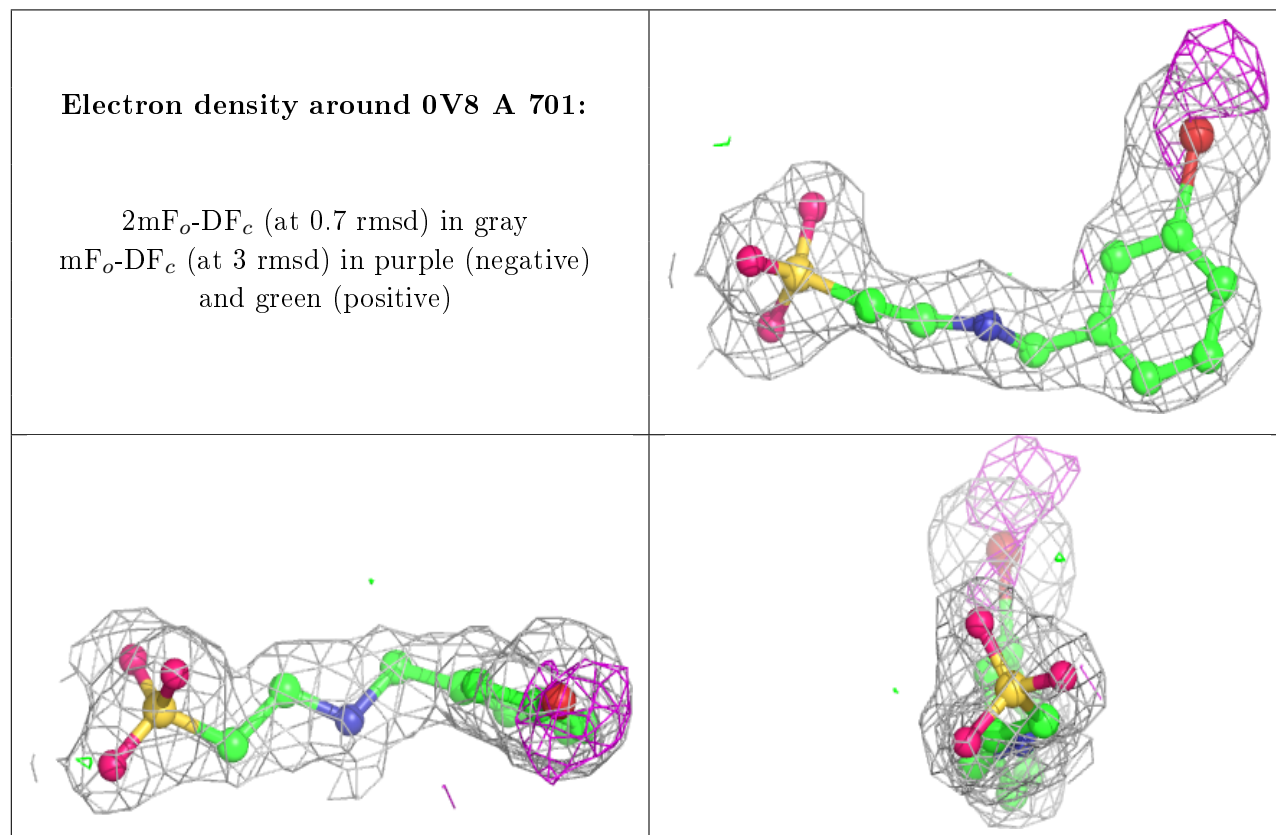 Electron density around 0V8 A 701:
2mFo-DFc (at 0.7 rmsd) in gray
mFo-DFc (at 3 rmsd) in purple (negative)
and green (positive)